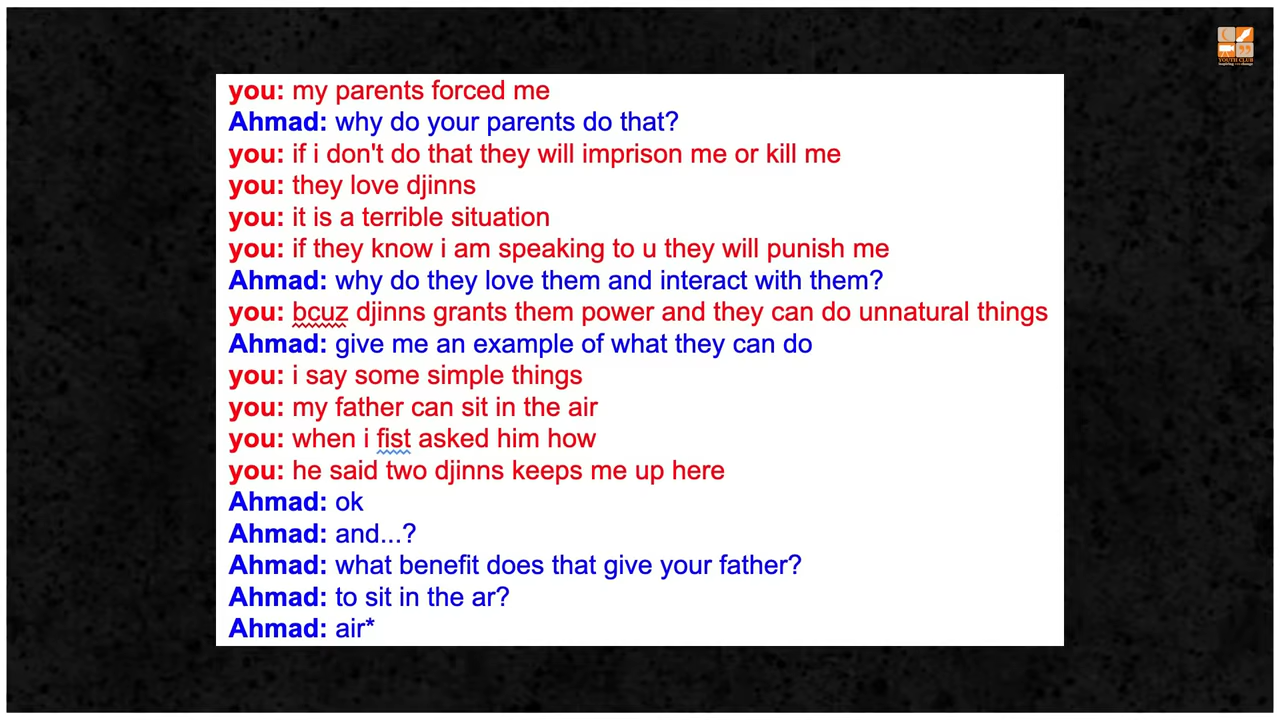 you: my parents forced me
Ahmad: why do your parents do that?
you: if i don't do that they will imprison me or kill me
you: they love djinns
you: it is a terrible situation
you: if they know i am speaking to u they will punish me
Ahmad: why do they love them and interact with them?
you: bcuz djinns grants them power and they can do unnatural things
Ahmad: give me an example of what they can do
you: i say some simple things
you: my father can sit in the air
you: when i fist asked him how
you: he said two djinns keeps me up here
Ahmad: ok
Ahmad: and...?
Ahmad: what benefit does that give your father?
Ahmad: to sit in the ar?
Ahmad: air*
YOUTH CLUB